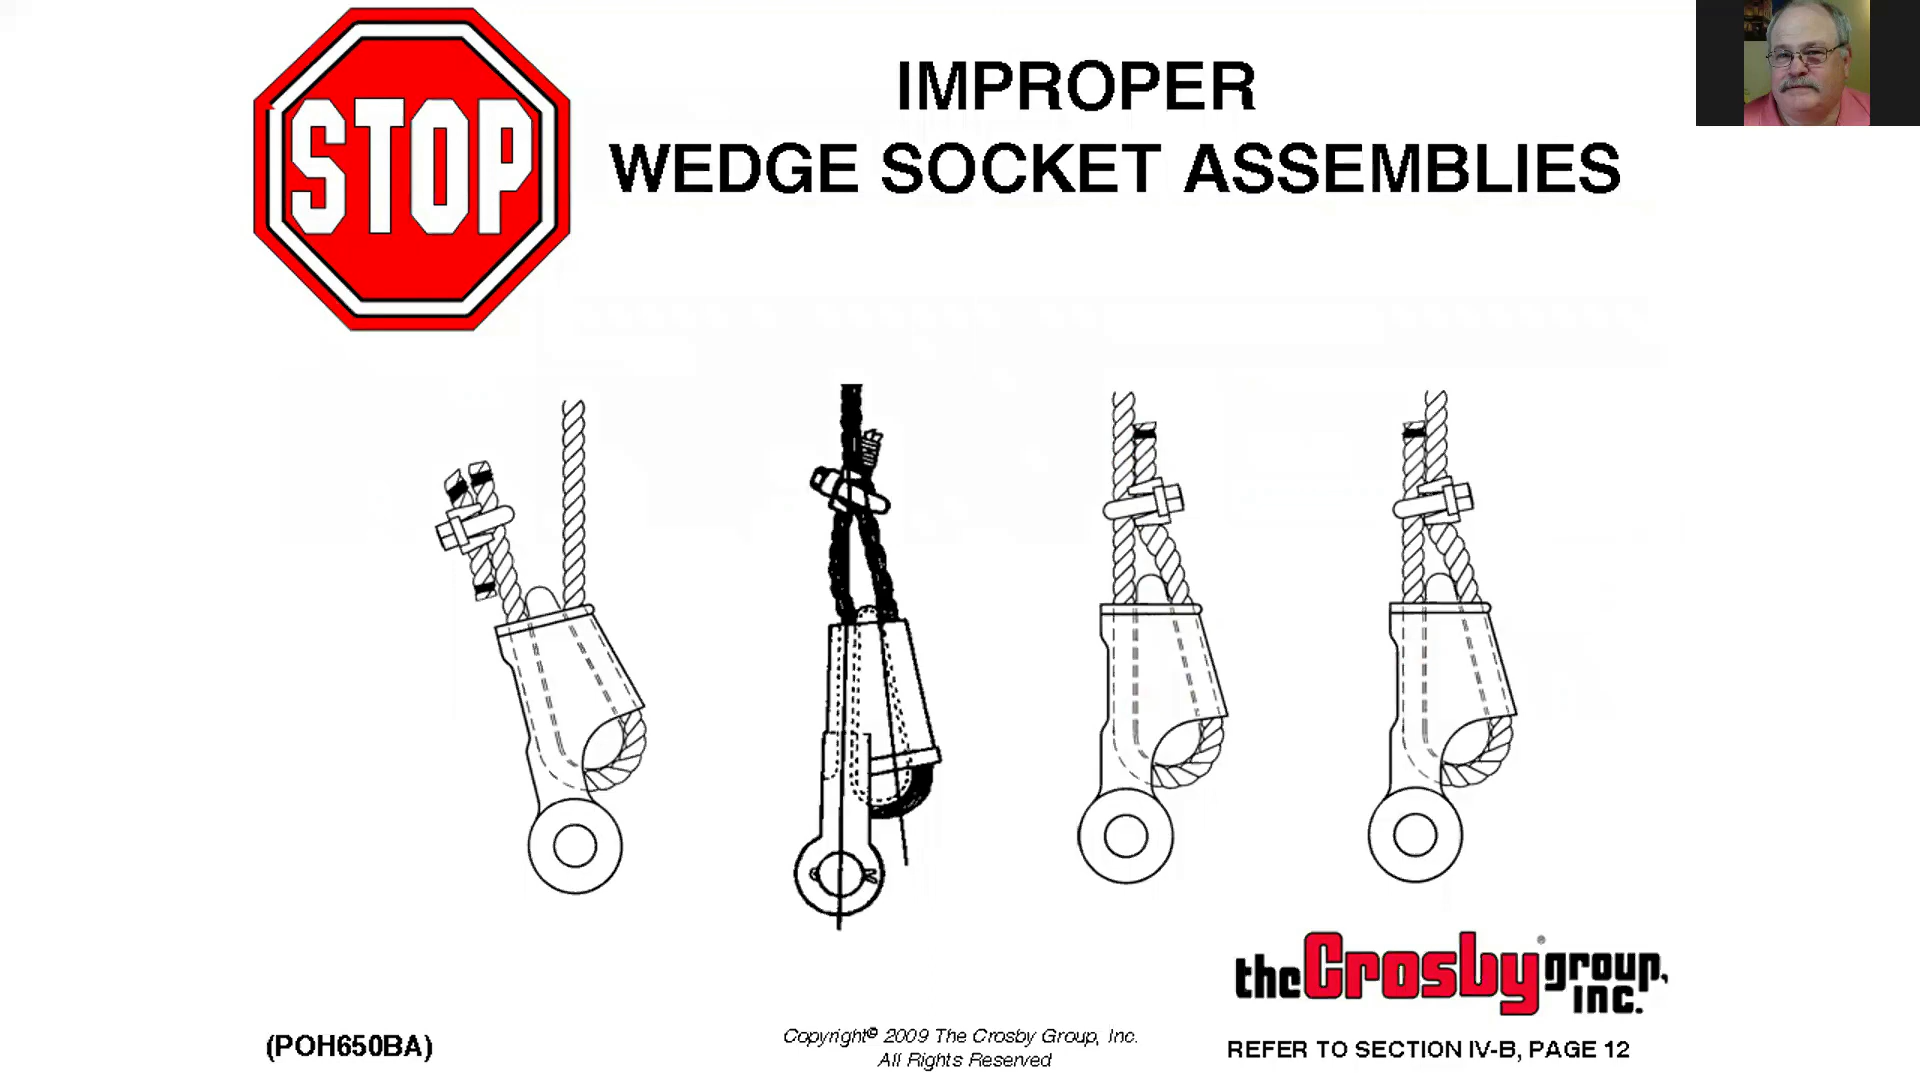 STOP
IMPROPER
WEDGE SOCKET ASSEMBLIES
theCrosbygroup,®
inc.
(POH650BA)
Copyright© 2009 The Crosby Group, Inc.
All Rights Reserved
REFER TO SECTION IV-B, PAGE 12